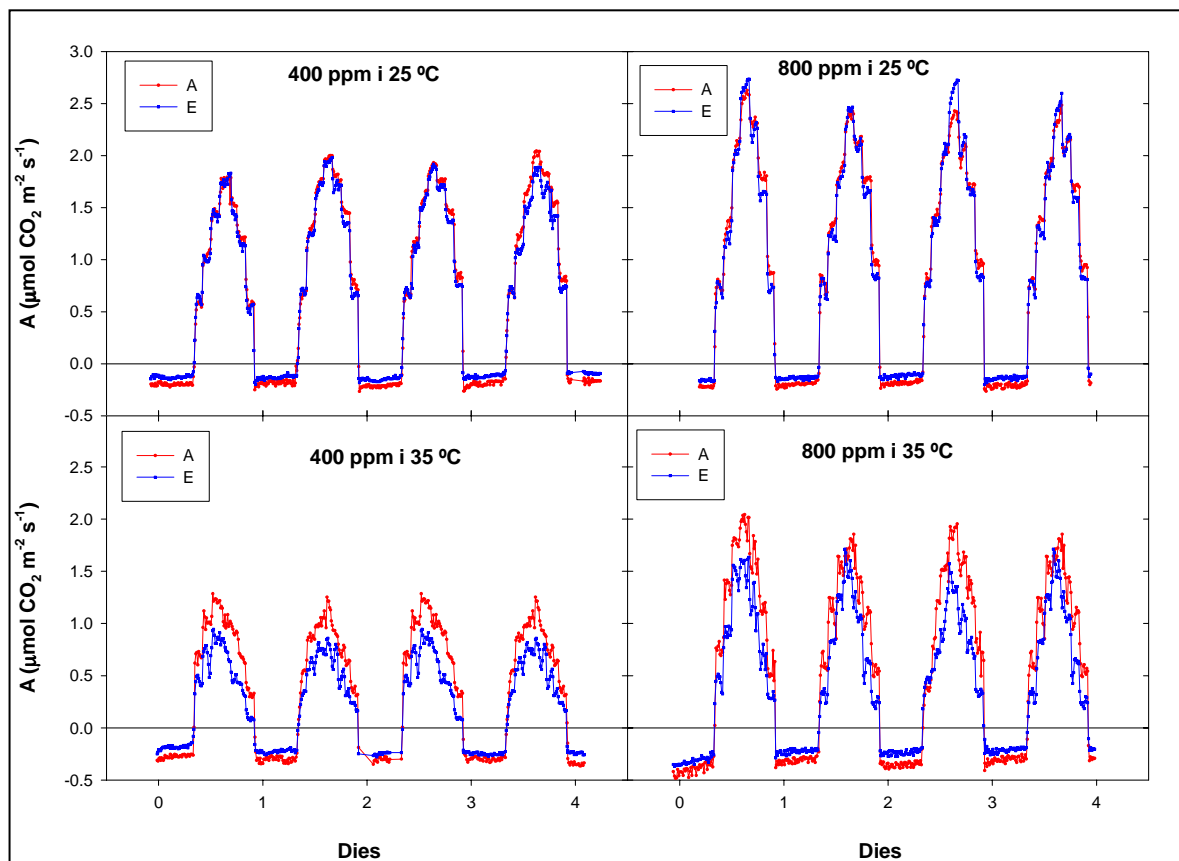 400 ppm i 25 ºC
A
E
3.0
2.5
2.0
1.5
1.0
0.5
0.0
-0.5
A (µmol CO₂ m⁻² s⁻¹)
800 ppm i 25 ºC
A
E
400 ppm i 35 ºC
A
E
2.5
2.0
1.5
1.0
0.5
0.0
-0.5
A (µmol CO₂ m⁻² s⁻¹)
800 ppm i 35 ºC
A
E
0 1 2 3 4
0 1 2 3 4
Dies
Dies